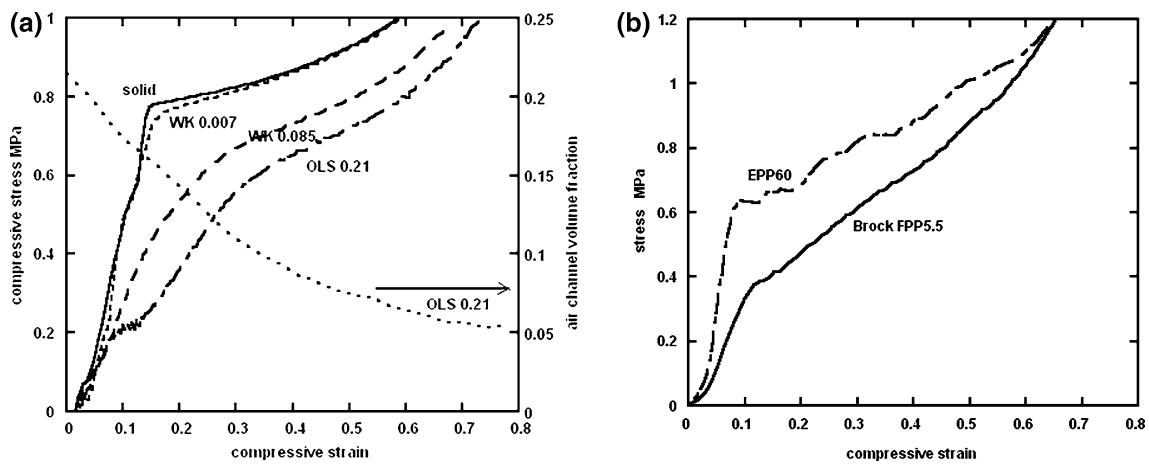 (a)
1
0.8
0.6
0.4
0.2
0
compressive stress MPa
0 0.1 0.2 0.3 0.4 0.5 0.6 0.7 0.8
compressive strain
0.25
0.2
0.15
0.1
0.05
0
air channel volume fraction
solid
WK 0.007
WK 0.085
OLS 0.21
OLS 0.21
(b)
1.2
1
0.8
0.6
0.4
0.2
0
stress MPa
0 0.1 0.2 0.3 0.4 0.5 0.6 0.7 0.8
compressive strain
EPP60
Brock FPP5.5